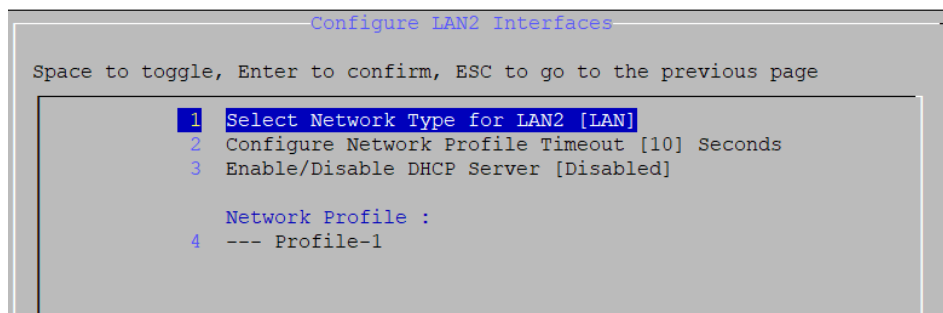 Configure LAN2 Interfaces
Space to toggle, Enter to confirm, ESC to go to the previous page
1 Select Network Type for LAN2 [LAN]
2 Configure Network Profile Timeout [10] Seconds
3 Enable/Disable DHCP Server [Disabled]
Network Profile :
4 --- Profile-1